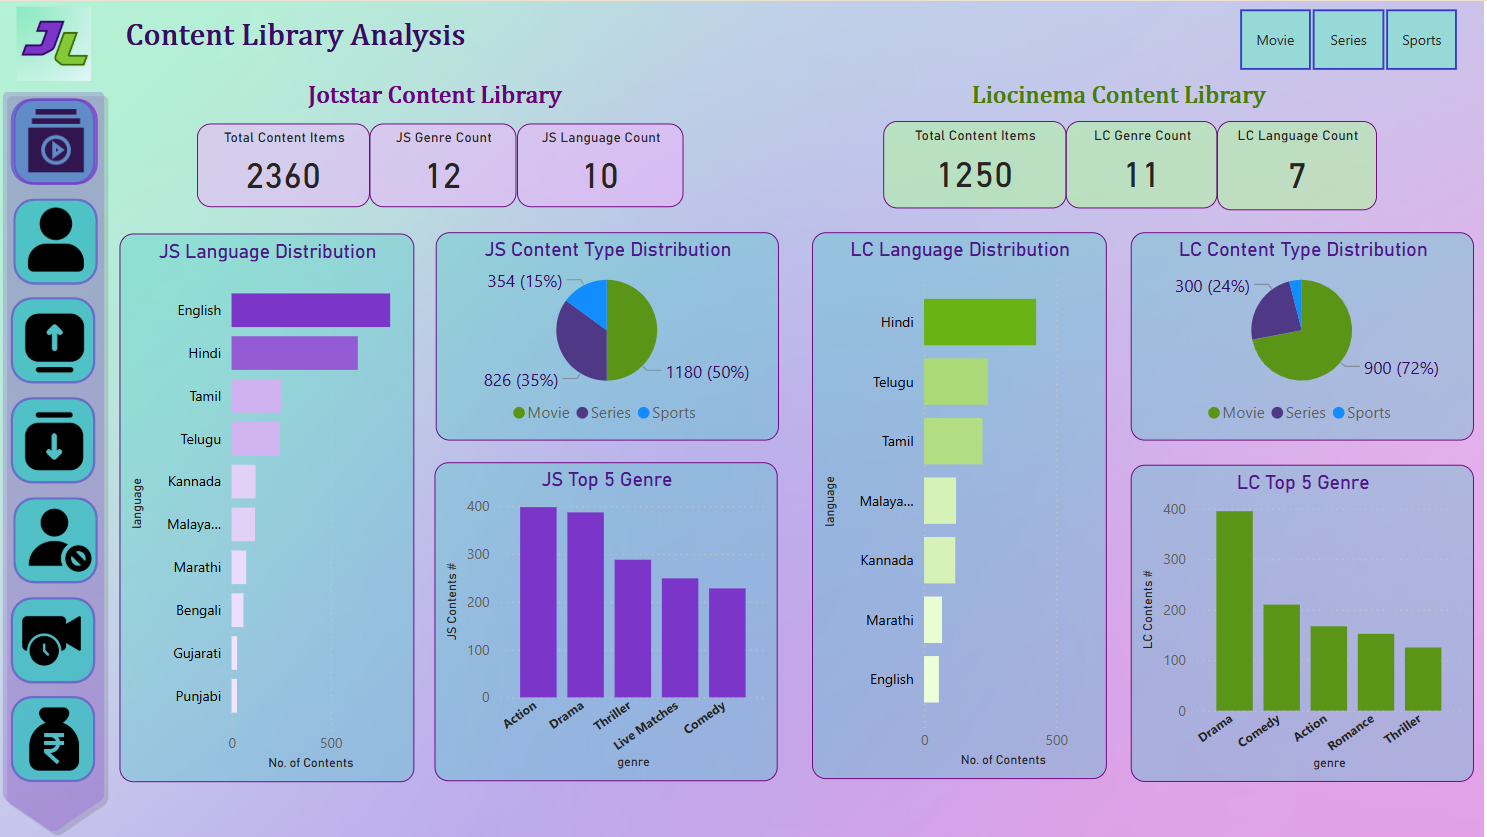 JL
Content Library Analysis
Movie
Series
Sports
Jotstar Content Library
Total Content Items
2360
JS Genre Count
12
JS Language Count
10
Liocinema Content Library
Total Content Items
1250
LC Genre Count
11
LC Language Count
7
JS Language Distribution
language
English
Hindi
Tamil
Telugu
Kannada
Malaya...
Marathi
Bengali
Gujarati
Punjabi
0 500
No. of Contents
JS Content Type Distribution
354 (15%)
826 (35%)
1180 (50%)
Movie Series Sports
JS Top 5 Genre
JS Contents #
400
300
200
100
0
Action
Drama
Thriller
Live Matches
Comedy
genre
LC Language Distribution
language
Hindi
Telugu
Tamil
Malaya...
Kannada
Marathi
English
0 500
No. of Contents
LC Content Type Distribution
300 (24%)
900 (72%)
Movie Series Sports
LC Top 5 Genre
LC Contents #
400
300
200
100
0
Drama
Comedy
Action
Romance
Thriller
genre
₹